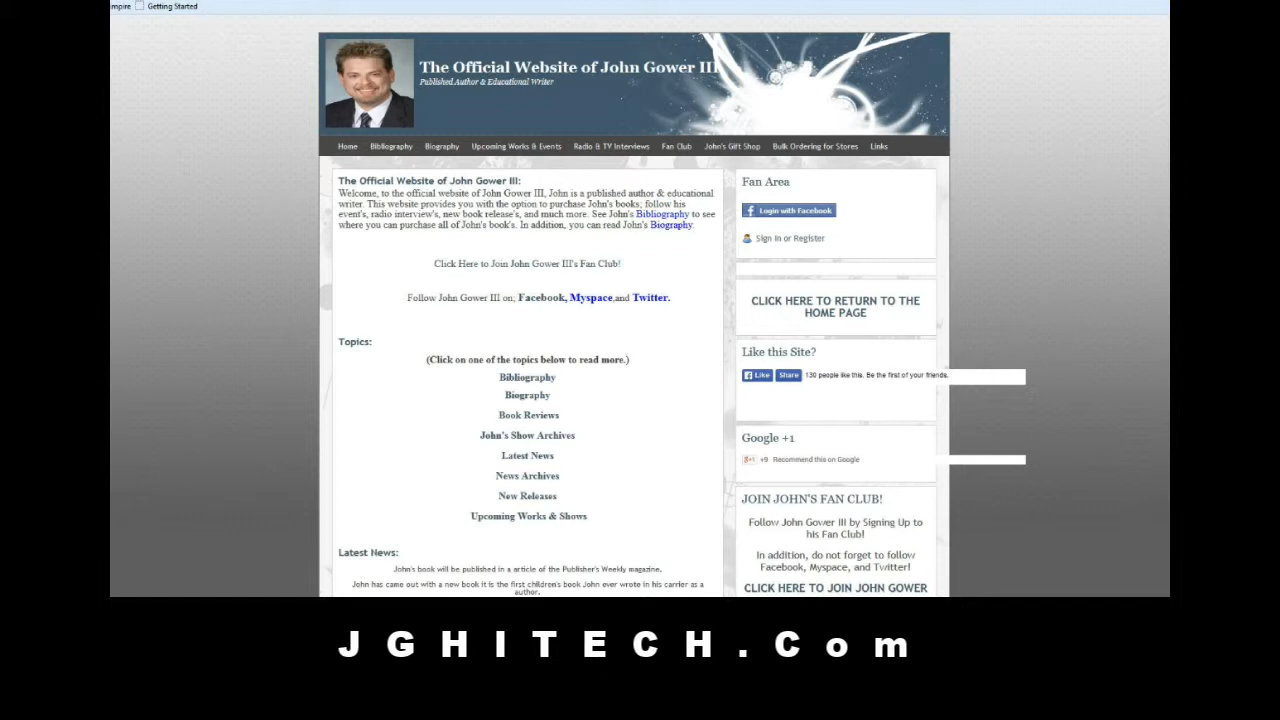 mpire Getting Started
The Official Website of John Gower III
Published Author & Educational Writer
Home Bibliography Biography Upcoming Works & Events Radio & TV Interviews Fan Club John's Gift Shop Bulk Ordering for Stores Links
The Official Website of John Gower III:
Welcome, to the official website of John Gower III, John is a published author & educational
writer. This website provides you with the option to purchase John's books; follow his
event's, radio interview's, new book release's, and much more. See John's Bibliography to see
where you can purchase all of John's book's. In addition, you can read John's Biography.
Click Here to Join John Gower III's Fan Club!
Follow John Gower III on; Facebook, Myspace,and Twitter.
Topics:
(Click on one of the topics below to read more.)
Bibliography
Biography
Book Reviews
John's Show Archives
Latest News
News Archives
New Releases
Upcoming Works & Shows
Latest News:
John's book will be published in a article of the Publisher's Weekly magazine.
John has came out with a new book it is the first children's book John ever wrote in his carrier as a
author.
Fan Area
Login with Facebook
Sign In or Register
CLICK HERE TO RETURN TO THE
HOME PAGE
Like this Site?
Like Share 130 people like this. Be the first of your friends.
Google +1
g+1 +9 Recommend this on Google
JOIN JOHN'S FAN CLUB!
Follow John Gower III by Signing Up to
his Fan Club!
In addition, do not forget to follow
Facebook, Myspace, and Twitter!
CLICK HERE TO JOIN JOHN GOWER
JGHITECH.Com